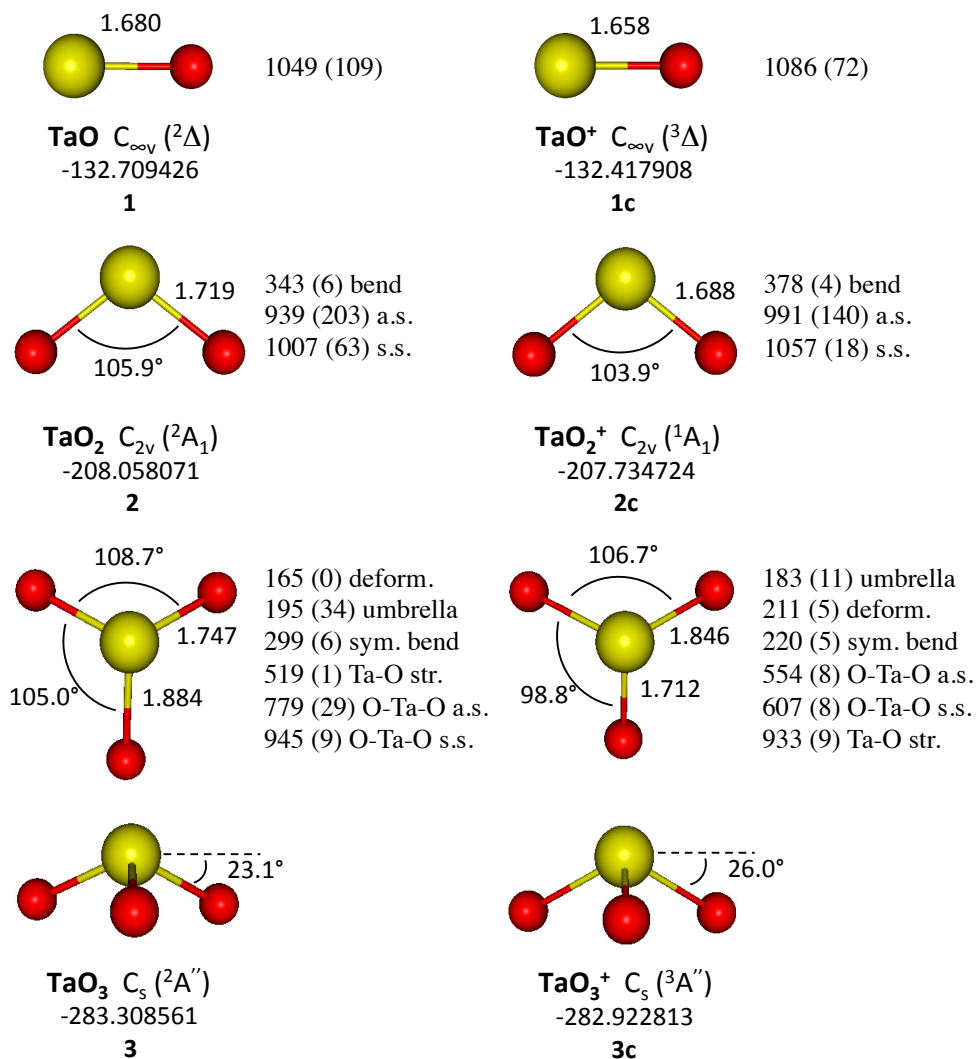 1.680
1049 (109)
TaO C∞v (²Δ)
-132.709426
1
1.658
1086 (72)
TaO⁺ C∞v (³Δ)
-132.417908
1c
1.719
105.9°
343 (6) bend
939 (203) a.s.
1007 (63) s.s.
TaO₂ C₂v (²A₁)
-208.058071
2
1.688
103.9°
378 (4) bend
991 (140) a.s.
1057 (18) s.s.
TaO₂⁺ C₂v (¹A₁)
-207.734724
2c
108.7°
1.747
105.0°
1.884
165 (0) deform.
195 (34) umbrella
299 (6) sym. bend
519 (1) Ta-O str.
779 (29) O-Ta-O a.s.
945 (9) O-Ta-O s.s.
23.1°
TaO₃ Cₛ (²A'')
-283.308561
3
106.7°
1.846
98.8°
1.712
183 (11) umbrella
211 (5) deform.
220 (5) sym. bend
554 (8) O-Ta-O a.s.
607 (8) O-Ta-O s.s.
933 (9) Ta-O str.
26.0°
TaO₃⁺ Cₛ (³A'')
-282.922813
3c